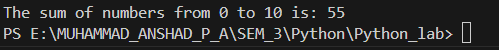 The sum of numbers from 0 to 10 is: 55
PS E:\MUHAMMAD_ANSHAD_P_A\SEM_3\Python\Python_lab>